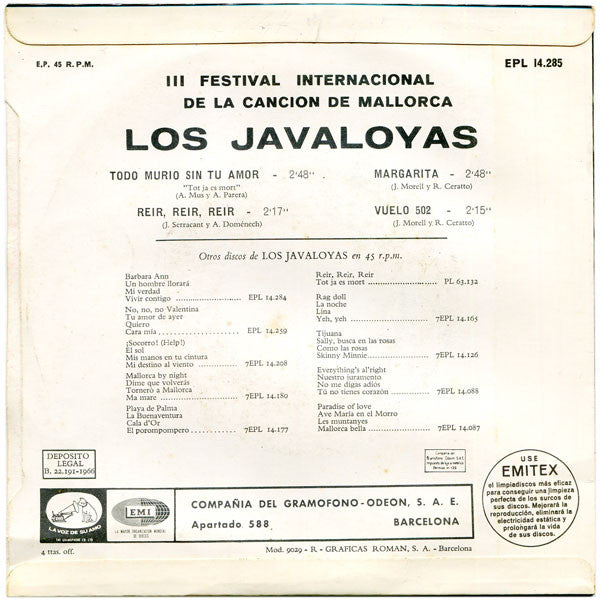 E.P. 45 R.P.M.
EPL 14.285
III FESTIVAL INTERNACIONAL
DE LA CANCION DE MALLORCA
LOS JAVALOYAS
TODO MURIO SIN TU AMOR - 2'48''
"Tot ja es mort"
(A. Mus y A. Parera)
REIR, REIR, REIR - 2'17''
(J. Serracant y A. Doménech)
MARGARITA - 2'48''
(J. Morell y R. Ceratto)
VUELO 502 - 2'15''
(J. Morell y R. Ceratto)
Otros discos de LOS JAVALOYAS en 45 r.p.m.
Barbara Ann
Un hombre llorará
Mi verdad
Vivir contigo EPL 14.284
No, no, no Valentina
Tu amor de ayer
Quiero
Cara mía EPL 14.239
¡Socorro! (Help!)
El sol
Mis manos en tu cintura
Mi destino al viento 7EPL 14.208
Mallorca by night
Dime que volverás
Torneró a Mallorca
Ma mare 7EPL 14.180
Playa de Palma
La Buenaventura
Cala d'Or
El porompompero 7EPL 14.177
Reir, Reir, Reir
Tot ja es mort PL 63.132
Rag doll
La noche
Lina
Yeh, yeh 7EPL 14.165
Tijuana
Sally, busca en las rosas
Como las rosas
Skinny Minnie 7EPL 14.126
Everything's al'right
Nuestro juramento
No me digas adiós
Tú no tienes corazón 7EPL 14.088
Paradise of love
Ave María en el Morro
Les muntanyes
Mallorca bella 7EPL 14.087
DEPOSITO
LEGAL
B. 22.191-1966
USE
EMITEX
el limpiadiscos más eficaz
para conseguir una limpieza
perfecta de los surcos de
sus discos. Mejorará la
reproducción, eliminará la
electricidad estática y
prolongará la vida
de sus discos.
LA VOZ DE SU AMO
EMI
LA MAYOR ORGANIZACION MUNDIAL
DE DISCOS
COMPAÑIA DEL GRAMOFONO-ODEON, S. A. E.
Apartado 588
BARCELONA
4 ttas. off.
Mod. 9029 - R - GRAFICAS ROMAN, S. A. - Barcelona